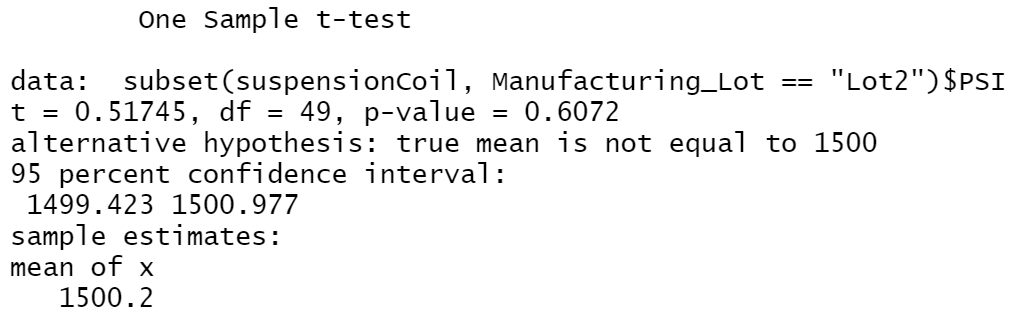 One Sample t-test
data:  subset(suspensionCoil, Manufacturing_Lot == "Lot2")$PSI
t = 0.51745, df = 49, p-value = 0.6072
alternative hypothesis: true mean is not equal to 1500
95 percent confidence interval:
1499.423 1500.977
sample estimates:
mean of x
1500.2